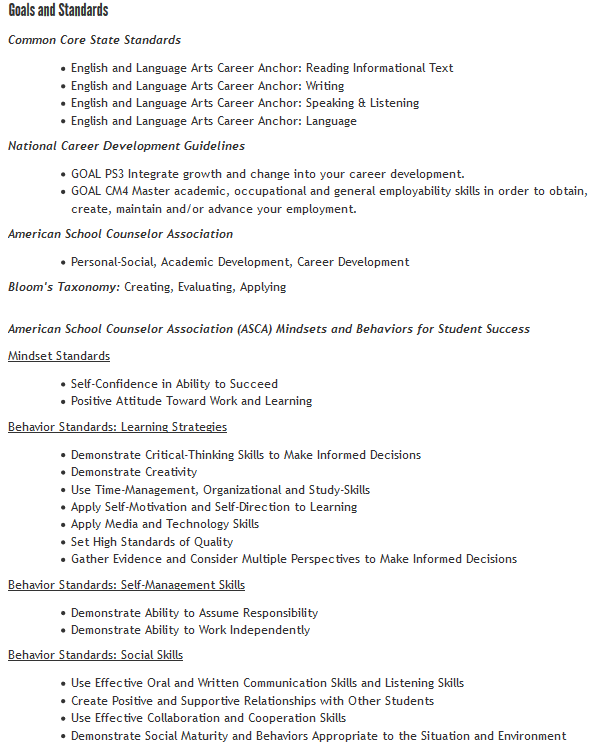 Goals and Standards
Common Core State Standards
• English and Language Arts Career Anchor: Reading Informational Text
• English and Language Arts Career Anchor: Writing
• English and Language Arts Career Anchor: Speaking & Listening
• English and Language Arts Career Anchor: Language
National Career Development Guidelines
• GOAL PS3 Integrate growth and change into your career development.
• GOAL CM4 Master academic, occupational and general employability skills in order to obtain,
create, maintain and/or advance your employment.
American School Counselor Association
• Personal-Social, Academic Development, Career Development
Bloom's Taxonomy: Creating, Evaluating, Applying
American School Counselor Association (ASCA) Mindsets and Behaviors for Student Success
Mindset Standards
• Self-Confidence in Ability to Succeed
• Positive Attitude Toward Work and Learning
Behavior Standards: Learning Strategies
• Demonstrate Critical-Thinking Skills to Make Informed Decisions
• Demonstrate Creativity
• Use Time-Management, Organizational and Study-Skills
• Apply Self-Motivation and Self-Direction to Learning
• Apply Media and Technology Skills
• Set High Standards of Quality
• Gather Evidence and Consider Multiple Perspectives to Make Informed Decisions
Behavior Standards: Self-Management Skills
• Demonstrate Ability to Assume Responsibility
• Demonstrate Ability to Work Independently
Behavior Standards: Social Skills
• Use Effective Oral and Written Communication Skills and Listening Skills
• Create Positive and Supportive Relationships with Other Students
• Use Effective Collaboration and Cooperation Skills
• Demonstrate Social Maturity and Behaviors Appropriate to the Situation and Environment